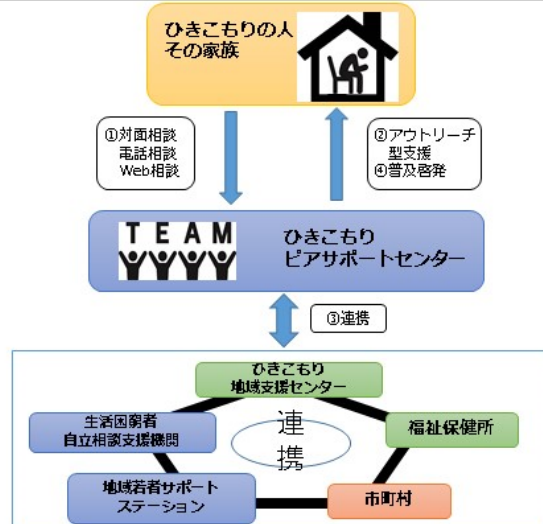 ひきこもりの人
その家族
①対面相談
電話相談
Web相談
②アウトリーチ
型支援
④普及啓発
TEAM
ひきこもり
ピアサポートセンター
③連携
ひきこもり
地域支援センター
生活困窮者
自立相談支援機関
連
携
福祉保健所
地域若者サポート
ステーション
市町村